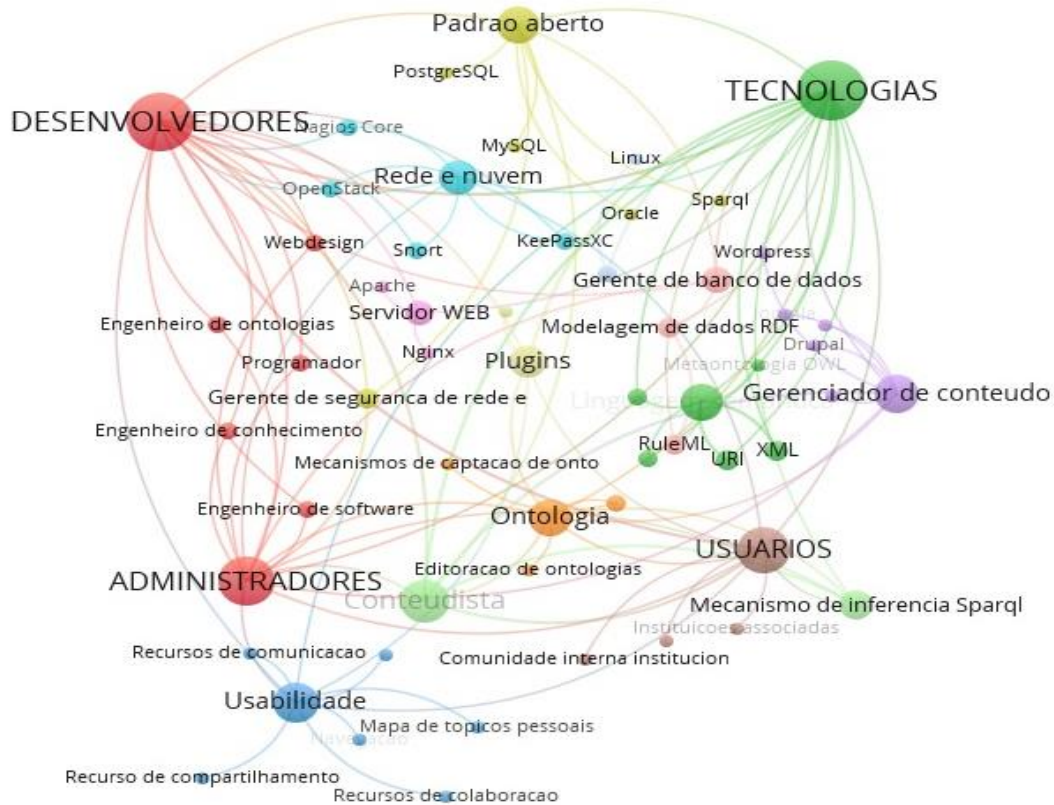 Padrao aberto
PostgreSQL
TECNOLOGIAS
DESENVOLVEDORES
Nagios Core
MySQL
Linux
Rede e nuvem
OpenStack
Sparql
Oracle
Webdesign
Snort
KeePassXC
Wordpress
Apache
Gerente de banco de dados
Servidor WEB
Engenheiro de ontologias
Modelagem de dados RDF
Drupal
Nginx
Programador
Plugins
Metaontologia OWL
Gerente de seguranca de rede e
Gerenciador de conteudo
Engenheiro de conhecimento
RuleML
URI
XML
Mecanismos de captacao de onto
Engenheiro de software
Ontologia
USUARIOS
Editoracao de ontologias
ADMINISTRADORES
Conteudista
Mecanismo de inferencia Sparql
Instituicoes associadas
Recursos de comunicacao
Comunidade interna institucion
Usabilidade
Mapa de topicos pessoais
Navegacao
Recurso de compartilhamento
Recursos de colaboracao